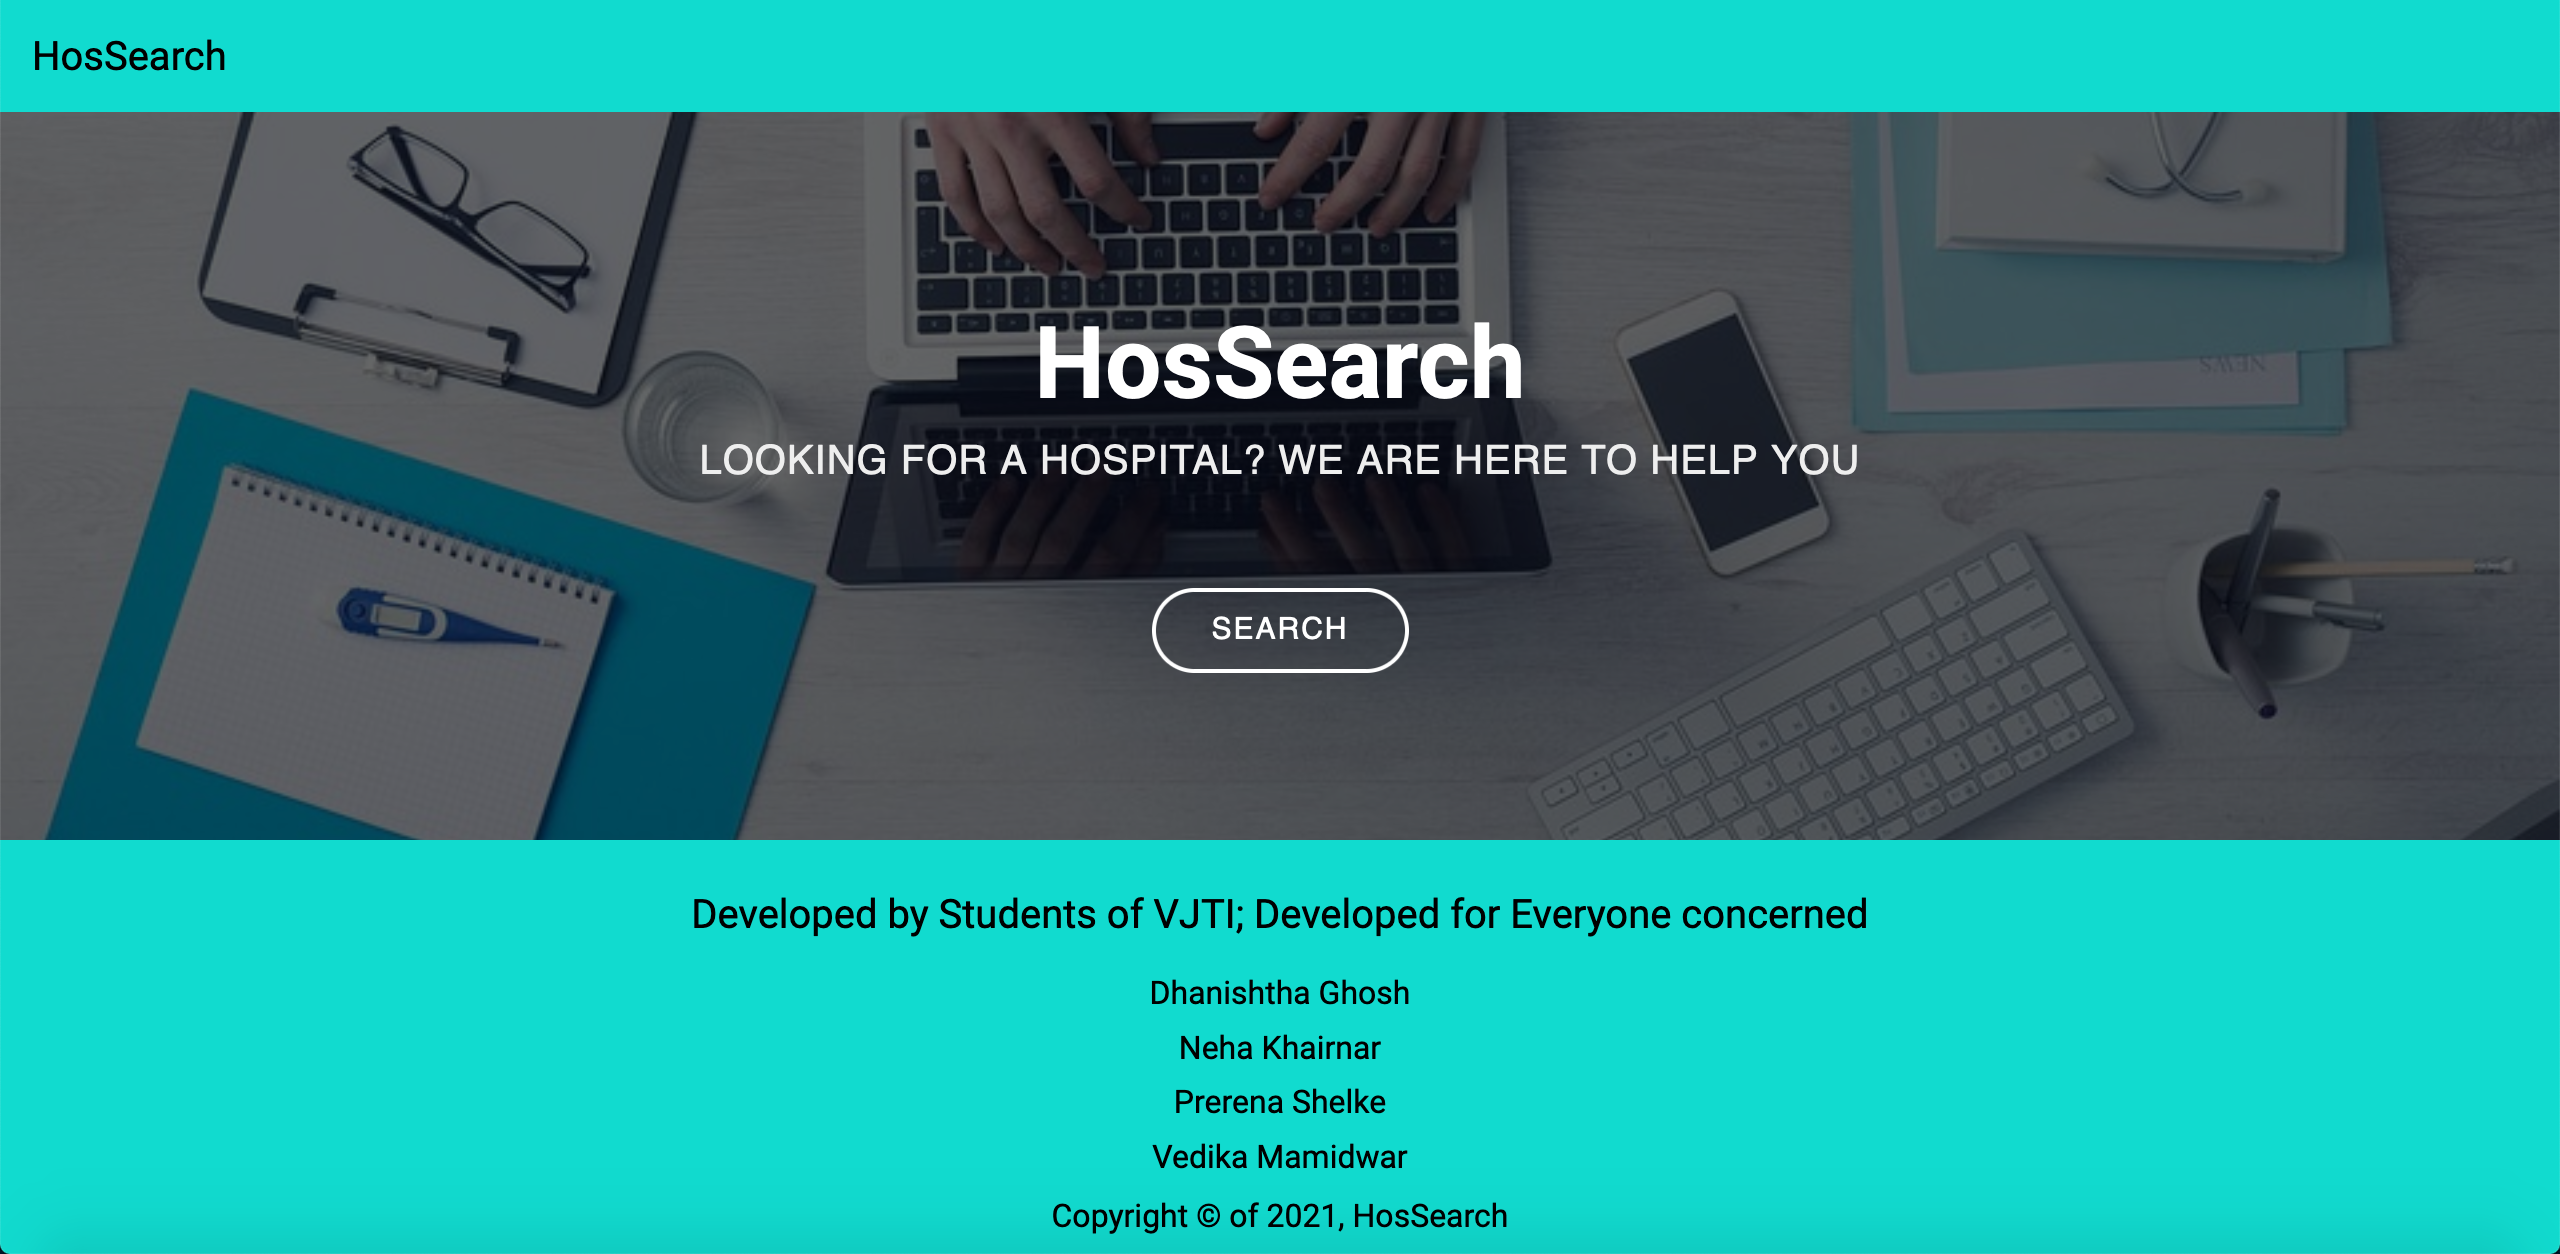 HosSearch
NEWS
HosSearch
LOOKING FOR A HOSPITAL? WE ARE HERE TO HELP YOU
SEARCH
Developed by Students of VJTI; Developed for Everyone concerned
Dhanishtha Ghosh
Neha Khairnar
Prerena Shelke
Vedika Mamidwar
Copyright © of 2021, HosSearch